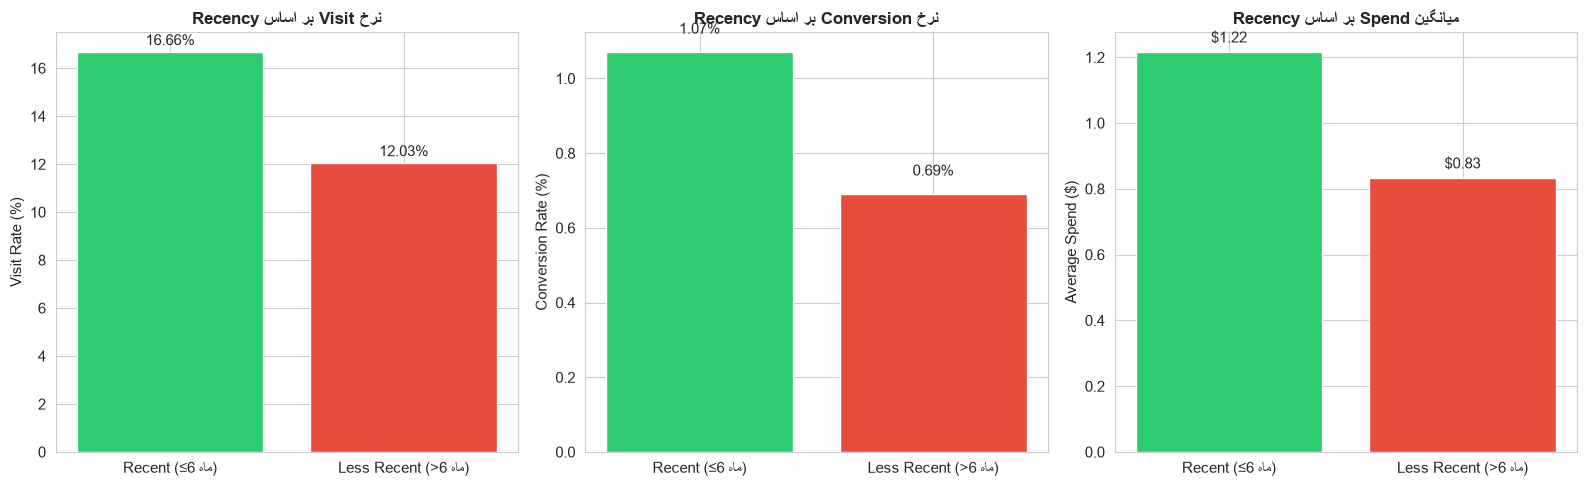 نرخ Visit بر اساس Recency
16.66%
12.03%
Visit Rate (%)
16
14
12
10
8
6
4
2
0
Recent (≤6 ماه)
Less Recent (>6 ماه)
نرخ Conversion بر اساس Recency
1.07%
0.69%
Conversion Rate (%)
1.0
0.8
0.6
0.4
0.2
0.0
Recent (≤6 ماه)
Less Recent (>6 ماه)
میانگین Spend بر اساس Recency
$1.22
$0.83
Average Spend ($)
1.2
1.0
0.8
0.6
0.4
0.2
0.0
Recent (≤6 ماه)
Less Recent (>6 ماه)